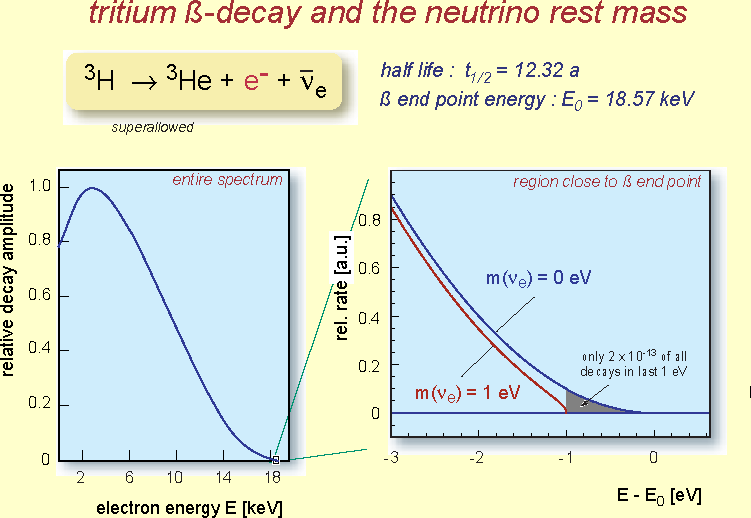 tritium ß-decay and the neutrino rest mass
³H → ³He + e⁻ + ν̅ₑ
superallowed
half life : t1/2 = 12.32 a
ß end point energy : E0 = 18.57 keV
entire spectrum
relative decay amplitude
1.0
0.8
0.6
0.4
0.2
0
2 6 10 14 18
electron energy E [keV]
region close to ß end point
rel. rate [a.u.]
0.8
0.6
0.4
0.2
0
m(νe) = 0 eV
m(νe) = 1 eV
only 2 x 10⁻¹³ of all
decays in last 1 eV
-3 -2 -1 0
E - E0 [eV]